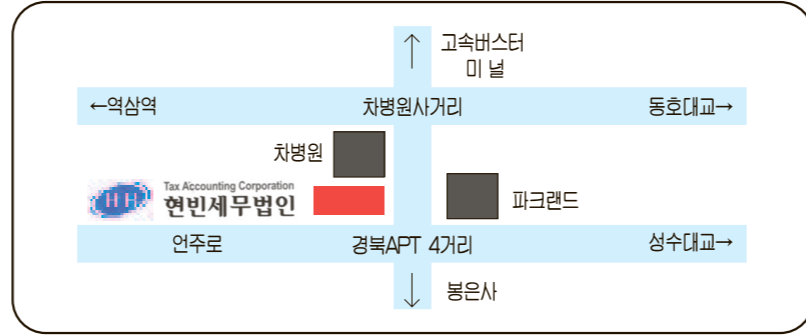 ↑ 고속버스터
미 널
←역삼역 차병원사거리 동호대교→
차병원
HH Tax Accounting Corporation
현빈세무법인
파크랜드
언주로 경북APT 4거리 성수대교→
↓ 봉은사